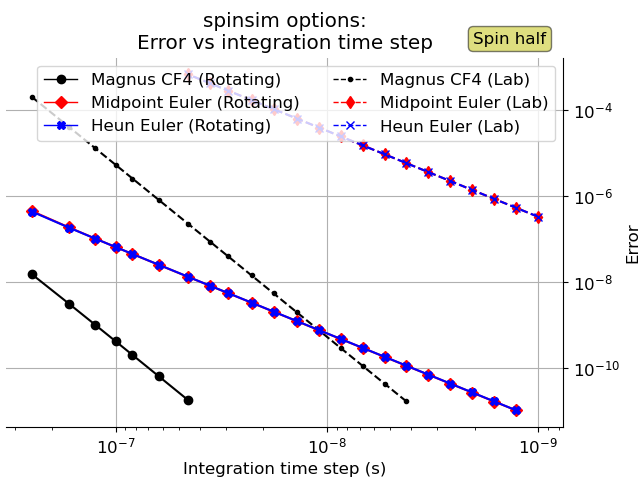 spinsim options:
Error vs integration time step
Spin half
Magnus CF4 (Rotating)
Midpoint Euler (Rotating)
Heun Euler (Rotating)
Magnus CF4 (Lab)
Midpoint Euler (Lab)
Heun Euler (Lab)
10⁻⁴
10⁻⁶
10⁻⁸
10⁻¹⁰
Error
10⁻⁷
10⁻⁸
10⁻⁹
Integration time step (s)